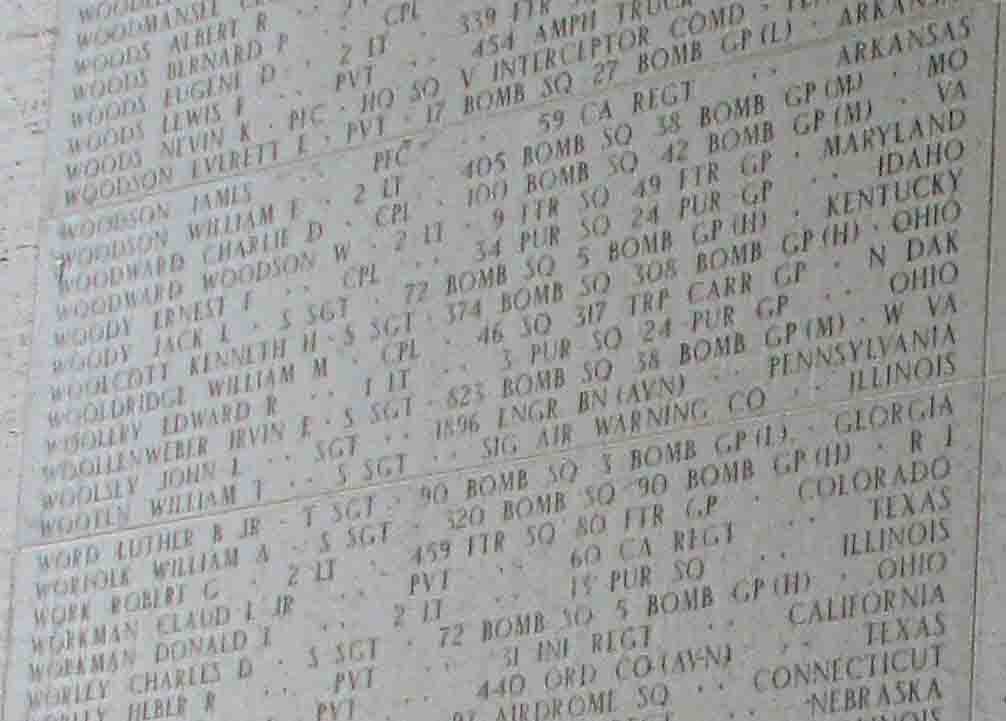 WOODS ALBERT R
WOODS BERNARD P · · CPL
WOODS EUGENE D · · 2 LT · · 339 FTR
WOODS LEWIS F · · PVT · · 454 AMPH TRUCK
WOODS NEVIN K · PFC · HQ SQ V INTERCEPTOR COMD ·
WOODSON EVERETT L · PVT · 17 BOMB SQ 27 BOMB GP (L) · ARKANSAS
WOODSON JAMES · · PFC · · 59 CA REGT · · ARKANSAS
WOODSON WILLIAM F · · 2 LT · · 405 BOMB SQ 38 BOMB GP (M) · MO
WOODWARD CHARLIE D · CPL · 100 BOMB SQ 42 BOMB GP (M) · VA
WOODWARD WOODSON W · 2 LT · 9 FTR SQ 49 FTR GP · MARYLAND
WOODY ERNEST F · · CPL · · 34 PUR SQ 24 PUR GP · · IDAHO
WOODY JACK L · S SGT · 72 BOMB SQ 5 BOMB GP (H) · KENTUCKY
WOOLCOTT KENNETH H · S SGT · 374 BOMB SQ 308 BOMB GP (H) · OHIO
WOOLDRIDGE WILLIAM M · CPL · 46 SQ 317 TRP CARR GP · N DAK
WOOLERY EDWARD R · · 1 LT · · 3 PUR SQ 24 PUR GP · · OHIO
WOOLLENWEBER IRVIN E · S SGT · 823 BOMB SQ 38 BOMB GP (M) · W VA
WOOLSEY JOHN L · · SGT · · 1896 ENGR BN (AVN) · · PENNSYLVANIA
WOOTEN WILLIAM T · · S SGT · · SIG AIR WARNING CO · · ILLINOIS
WORD LUTHER B JR · T SGT · 90 BOMB SQ 3 BOMB GP (L) · GEORGIA
WORFOLK WILLIAM A · S SGT · 320 BOMB SQ 90 BOMB GP (H) · R I
WORK ROBERT G · · 2 LT · · 459 FTR SQ 80 FTR GP · COLORADO
WORKMAN CLAUD L JR · · PVT · · 60 CA REGT · · TEXAS
WORKMAN DONALD E · · 2 LT · · PUR SQ · · ILLINOIS
WORLEY CHARLES D · S SGT · 72 BOMB SQ 5 BOMB GP (H) · OHIO
WORLEY HEBER R · · PVT · · 31 INF REGT · · CALIFORNIA
PVT · · 440 ORD CO (AVN) · · TEXAS
AIRDROME SQ · · CONNECTICUT
NEBRASKA